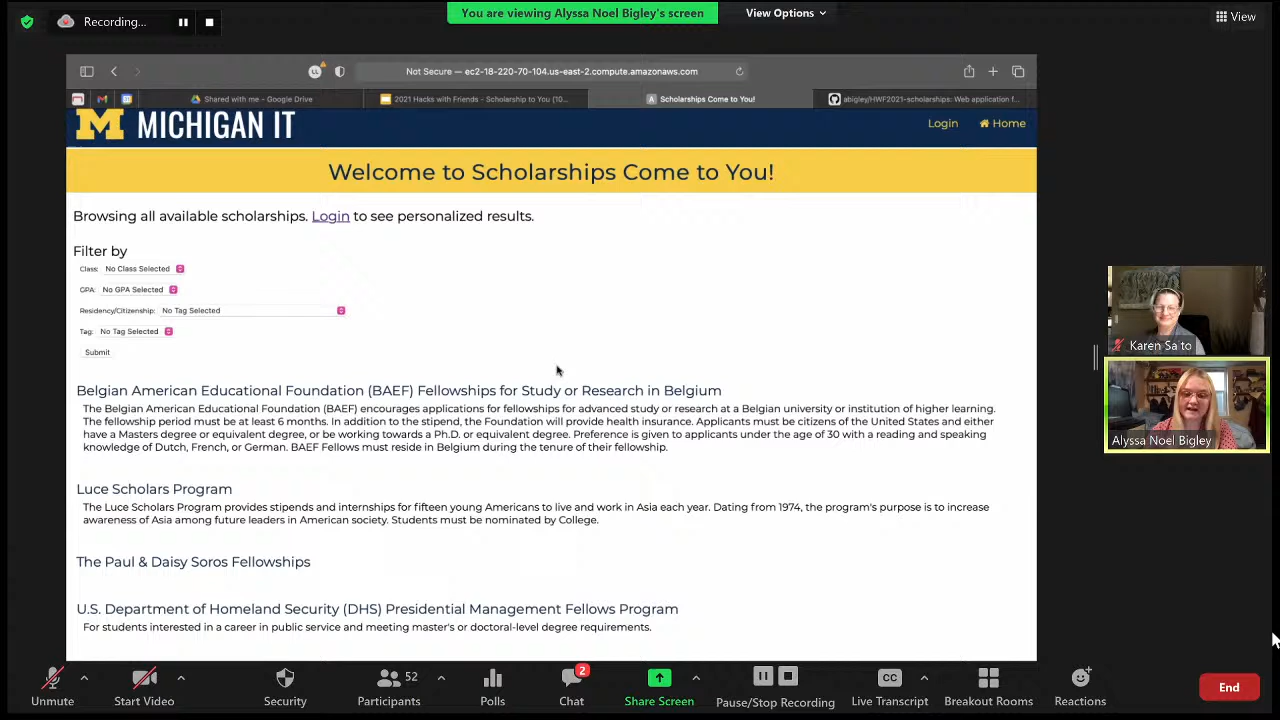 Recording...
You are viewing Alyssa Noel Bigley's screen
View Options
View
Not Secure — ec2-18-220-70-104.us-east-2.compute.amazonaws.com
Shared with me - Google Drive
2021 Hacks with Friends - Scholarship to You (10...
Scholarships Come to You!
abigley/HWF2021-scholarships: Web application f...
M MICHIGAN IT
Login
Home
Welcome to Scholarships Come to You!
Browsing all available scholarships. Login to see personalized results.
Filter by
Class: No Class Selected
GPA: No GPA Selected
Residency/Citizenship: No Tag Selected
Tag: No Tag Selected
Submit
Belgian American Educational Foundation (BAEF) Fellowships for Study or Research in Belgium
The Belgian American Educational Foundation (BAEF) encourages applications for fellowships for advanced study or research at a Belgian university or institution of higher learning.
The fellowship period must be at least 6 months. In addition to the stipend, the Foundation will provide health insurance. Applicants must be citizens of the United States and either
have a Masters degree or equivalent degree, or be working towards a Ph.D. or equivalent degree. Preference is given to applicants under the age of 30 with a reading and speaking
knowledge of Dutch, French, or German. BAEF Fellows must reside in Belgium during the tenure of their fellowship.
Luce Scholars Program
The Luce Scholars Program provides stipends and internships for fifteen young Americans to live and work in Asia each year. Dating from 1974, the program's purpose is to increase
awareness of Asia among future leaders in American society. Students must be nominated by College.
The Paul & Daisy Soros Fellowships
U.S. Department of Homeland Security (DHS) Presidential Management Fellows Program
For students interested in a career in public service and meeting master's or doctoral-level degree requirements.
Karen Sa to
Alyssa Noel Bigley
Unmute
Start Video
Security
52
Participants
Polls
2
Chat
Share Screen
Pause/Stop Recording
CC
Live Transcript
Breakout Rooms
Reactions
End